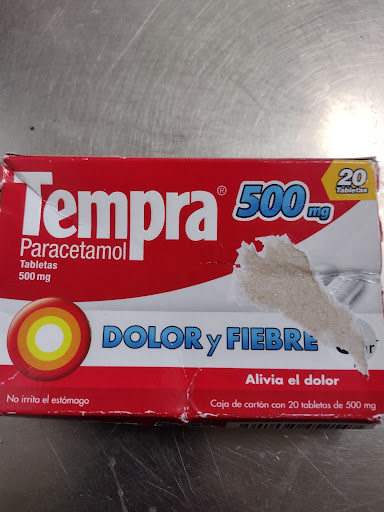 Tempra®
500 mg
20
Tabletas
Paracetamol
Tabletas
500 mg
DOLOR y FIEBRE
Alivia el dolor
No irrita el estómago
Caja de cartón con 20 tabletas de 500 mg